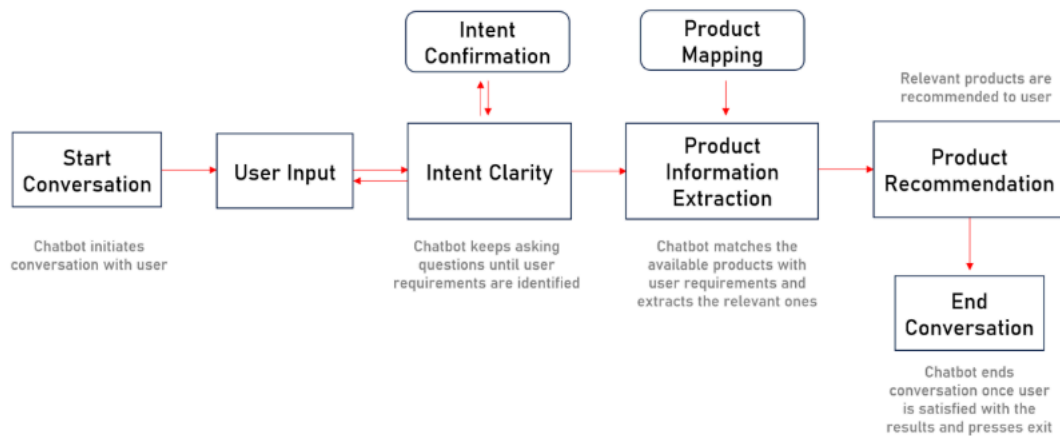 Intent
Confirmation
Product
Mapping
Relevant products are
recommended to user
Start
Conversation
User Input
Intent Clarity
Product
Information
Extraction
Product
Recommendation
Chatbot initiates
conversation with user
Chatbot keeps asking
questions until user
requirements are identified
Chatbot matches the
available products with
user requirements and
extracts the relevant ones
End
Conversation
Chatbot ends
conversation once user
is satisfied with the
results and presses exit